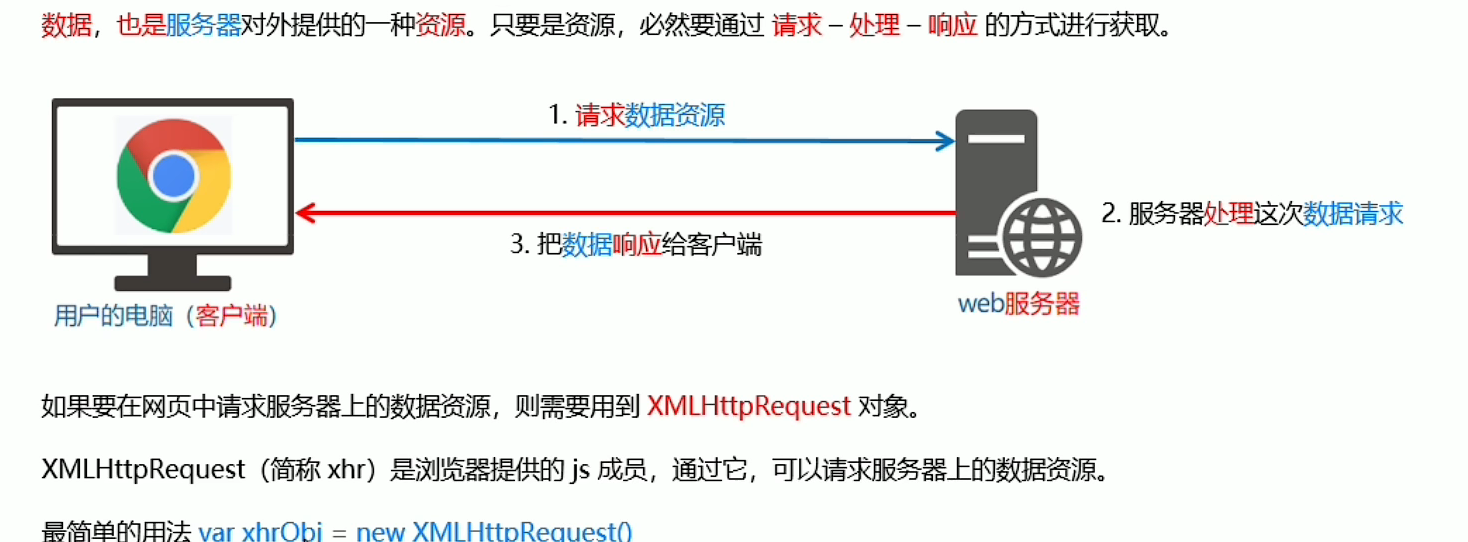 数据，也是服务器对外提供的一种资源。只要是资源，必然要通过 请求 – 处理 – 响应 的方式进行获取。
1. 请求数据资源
2. 服务器处理这次数据请求
3. 把数据响应给客户端
用户的电脑（客户端）
web服务器
如果要在网页中请求服务器上的数据资源，则需要用到 XMLHttpRequest 对象。
XMLHttpRequest（简称 xhr）是浏览器提供的 js 成员，通过它，可以请求服务器上的数据资源。
最简单的用法 var xhrObj = new XMLHttpRequest()